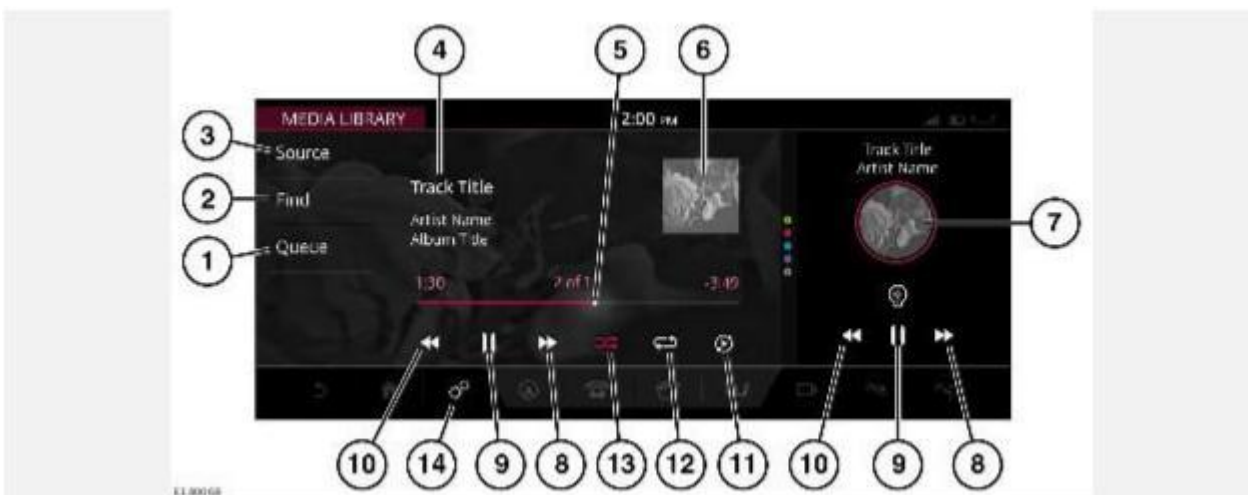 4 5 6
MEDIA LIBRARY 2:00 PM
3 Source
Track Title
Artist Name
2 Find
Track Title
7
Artist Name
Album Title
1 Queue
1:30 2 of 1 -3:49
10 14 9 8 13 12 11 10 9 8